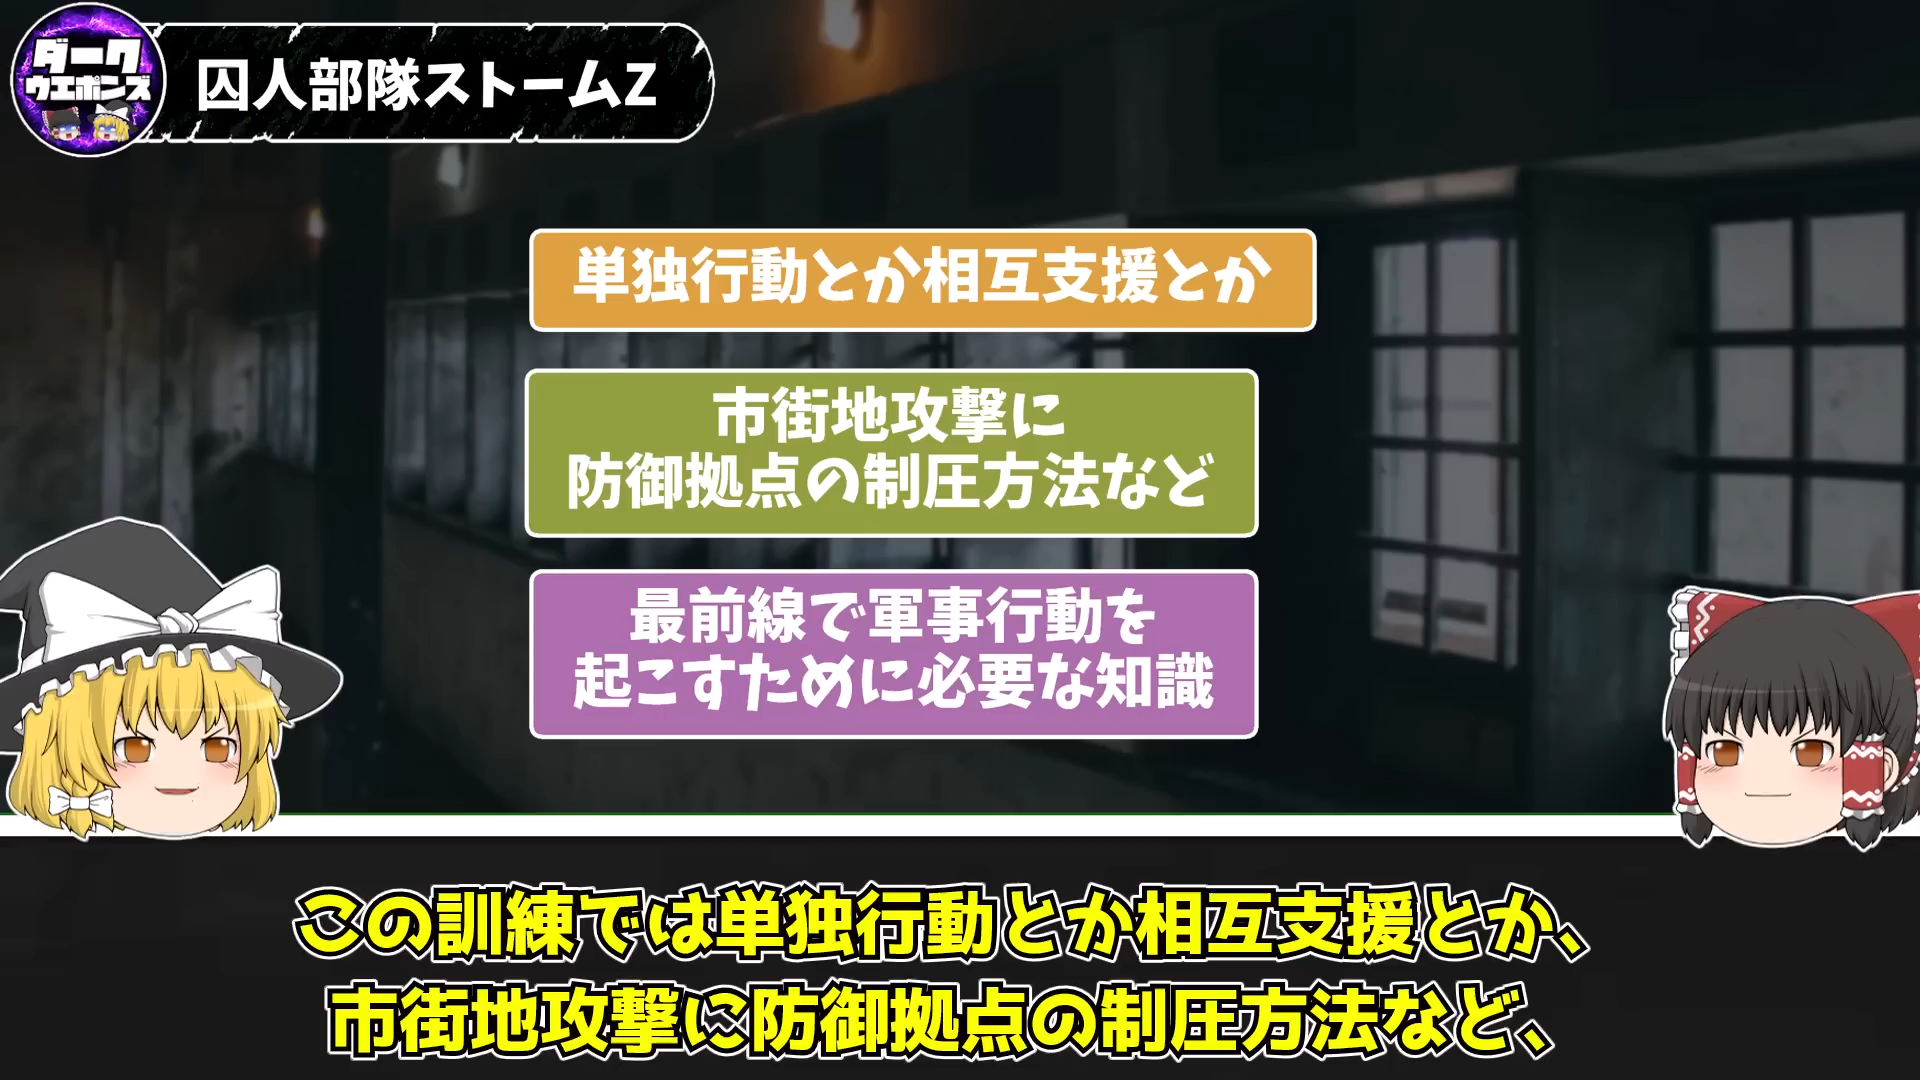 ダーク
ウエポンズ
囚人部隊ストームZ
単独行動とか相互支援とか
市街地攻撃に
防御拠点の制圧方法など
最前線で軍事行動を
起こすために必要な知識
この訓練では単独行動とか相互支援とか、
市街地攻撃に防御拠点の制圧方法など、